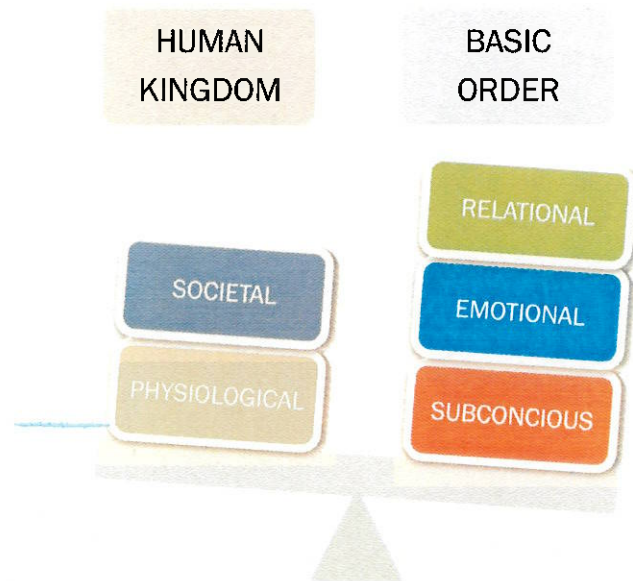 HUMAN
KINGDOM
BASIC
ORDER
RELATIONAL
SOCIETAL
EMOTIONAL
PHYSIOLOGICAL
SUBCONCIOUS